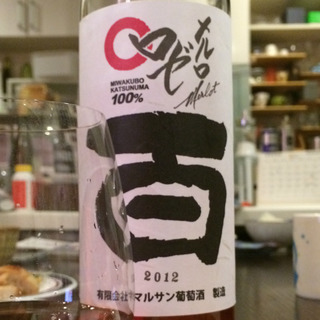 メルロ
ロゼ
Merlot
MIWAKUBO
KATSUNUMA
100%
百
2012
有限会社 マルサン葡萄酒 製造